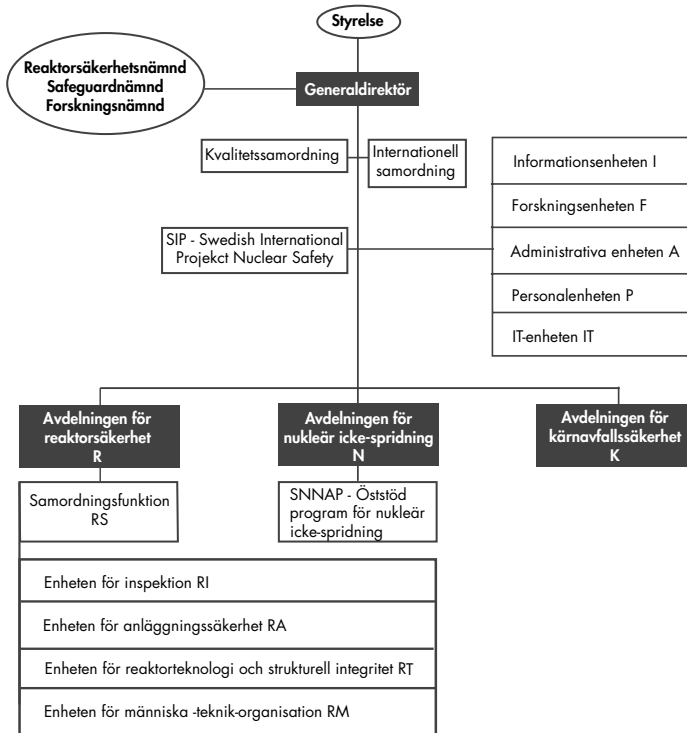 Styrelse
Reaktorsäkerhetsnämnd
Safeguardnämnd
Forskningsnämnd
Generaldirektör
Kvalitetssamordning
Internationell
samordning
Informationsenheten I
Forskningsenheten F
Administrativa enheten A
Personalenheten P
IT-enheten IT
SIP - Swedish International
Projekct Nuclear Safety
Avdelningen för
reaktorsäkerhet
R
Avdelningen för
nukleär icke-spridning
N
Avdelningen för
kärnavfallssäkerhet
K
Samordningsfunktion
RS
SNNAP - Öststöd
program för nukleär
icke-spridning
Enheten för inspektion RI
Enheten för anläggningssäkerhet RA
Enheten för reaktorteknologi och strukturell integritet RT
Enheten för människa -teknik-organisation RM